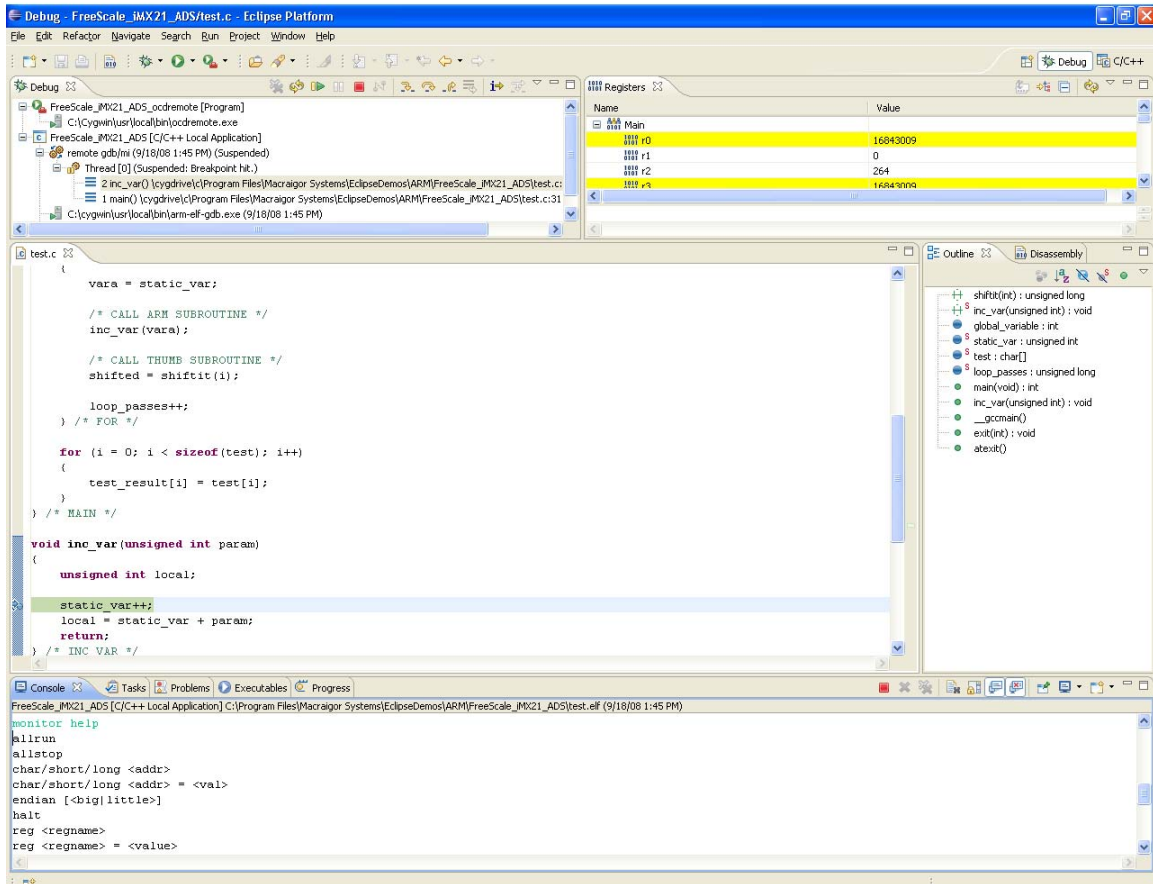 Debug - FreeScale_iMX21_ADS/test.c - Eclipse Platform
File Edit Refactor Navigate Search Run Project Window Help
Debug C/C++
Debug
FreeScale_iMX21_ADS_ocdremote [Program]
C:\Cygwin\usr\local\bin\ocdremote.exe
FreeScale_iMX21_ADS [C/C++ Local Application]
remote gdb/mi (9/18/08 1:45 PM) (Suspended)
Thread [0] (Suspended: Breakpoint hit.)
2 inc_var() \cygdrive\c\Program Files\Macraigor Systems\EclipseDemos\ARM\FreeScale_iMX21_ADS\test.c:
1 main() \cygdrive\c\Program Files\Macraigor Systems\EclipseDemos\ARM\FreeScale_iMX21_ADS\test.c:31
C:\cygwin\usr\local\bin\arm-elf-gdb.exe (9/18/08 1:45 PM)
Registers
Name Value
Main
r0 16843009
r1 0
r2 264
r3 16843009
test.c
{
vara = static_var;
/* CALL ARM SUBROUTINE */
inc_var(vara);
/* CALL THUMB SUBROUTINE */
shifted = shiftit(i);
loop_passes++;
} /* FOR */
for (i = 0; i < sizeof(test); i++)
{
test_result[i] = test[i];
}
} /* MAIN */
void inc_var(unsigned int param)
{
unsigned int local;
static_var++;
local = static_var + param;
return;
} /* INC VAR */
Outline Disassembly
shiftit(int) : unsigned long
inc_var(unsigned int) : void
global_variable : int
static_var : unsigned int
test : char[]
loop_passes : unsigned long
main(void) : int
inc_var(unsigned int) : void
__gccmain()
exit(int) : void
atexit()
Console Tasks Problems Executables Progress
FreeScale_iMX21_ADS [C/C++ Local Application] C:\Program Files\Macraigor Systems\EclipseDemos\ARM\FreeScale_iMX21_ADS\test.elf (9/18/08 1:45 PM)
monitor help
allrun
allstop
char/short/long <addr>
char/short/long <addr> = <val>
endian [<big|little>]
halt
reg <regname>
reg <regname> = <value>